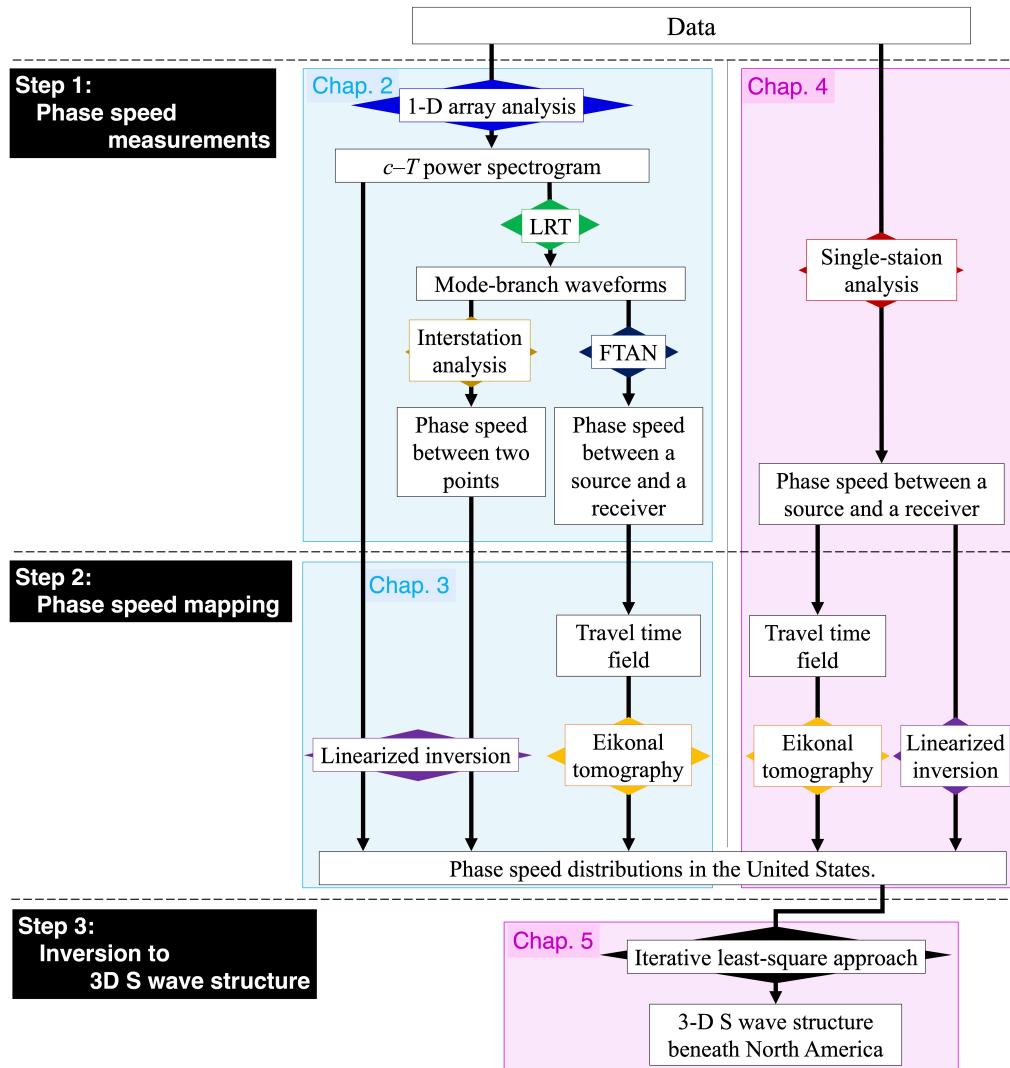 Data
Step 1:
Phase speed
measurements
Chap. 2
1-D array analysis
c–T power spectrogram
LRT
Mode-branch waveforms
Interstation
analysis
FTAN
Phase speed
between two
points
Phase speed
between a
source and a
receiver
Chap. 4
Single-staion
analysis
Phase speed between a
source and a receiver
Step 2:
Phase speed mapping
Chap. 3
Travel time
field
Linearized inversion
Eikonal
tomography
Travel time
field
Eikonal
tomography
Linearized
inversion
Phase speed distributions in the United States.
Step 3:
Inversion to
3D S wave structure
Chap. 5
Iterative least-square approach
3-D S wave structure
beneath North America